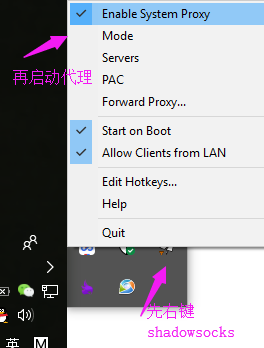 Enable System Proxy
Mode
Servers
再启动代理
PAC
Forward Proxy...
Start on Boot
Allow Clients from LAN
Edit Hotkeys...
Help
Quit
先右键
shadowsocks
英 M